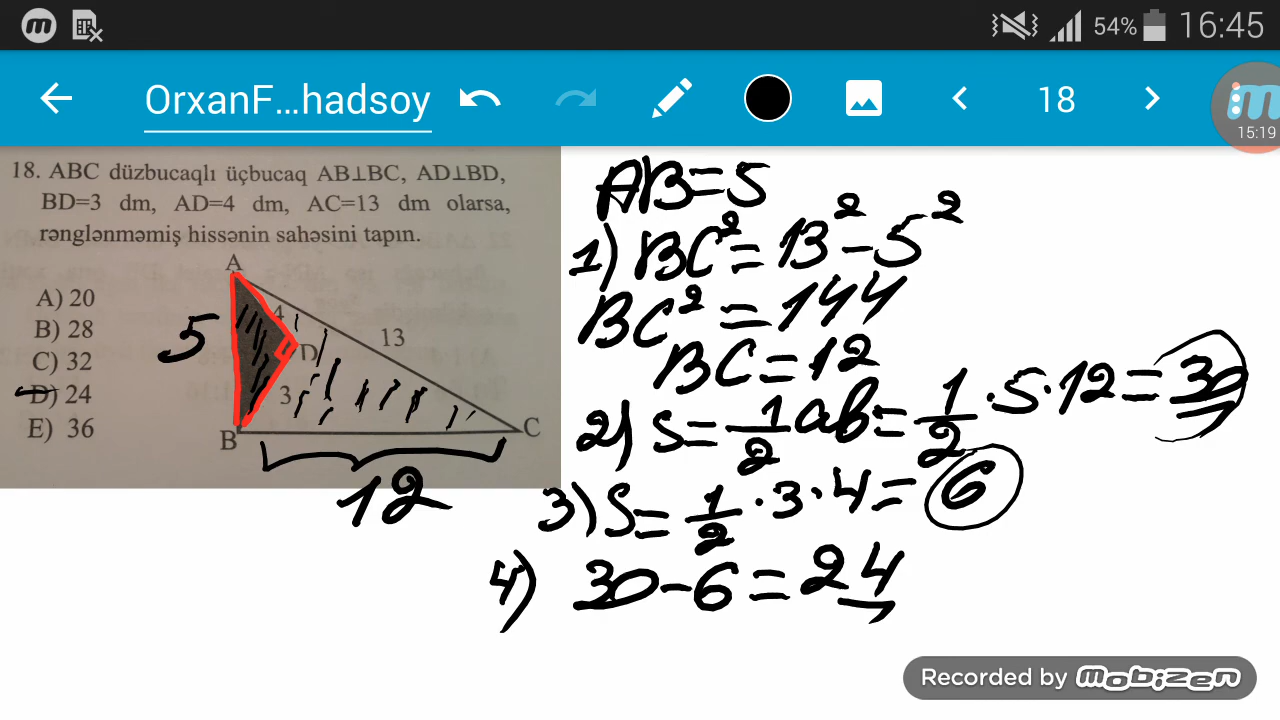 54% 16:45
OrxanF...hadsoy 18
15:19
18. ABC düzbucaqlı üçbucaq AB⊥BC, AD⊥BD,
BD=3 dm, AD=4 dm, AC=13 dm olarsa,
rənglənməmiş hissənin sahəsini tapın.
A) 20
B) 28
C) 32
D) 24
E) 36
A
4
13
D
3
B
C
5
12
AB=5
1) BC²=13²-5²
BC²=144
BC=12
2) S=1/2ab=1/2·5·12=30
3) S=1/2·3·4=6
4) 30-6=24
Recorded by mobizen